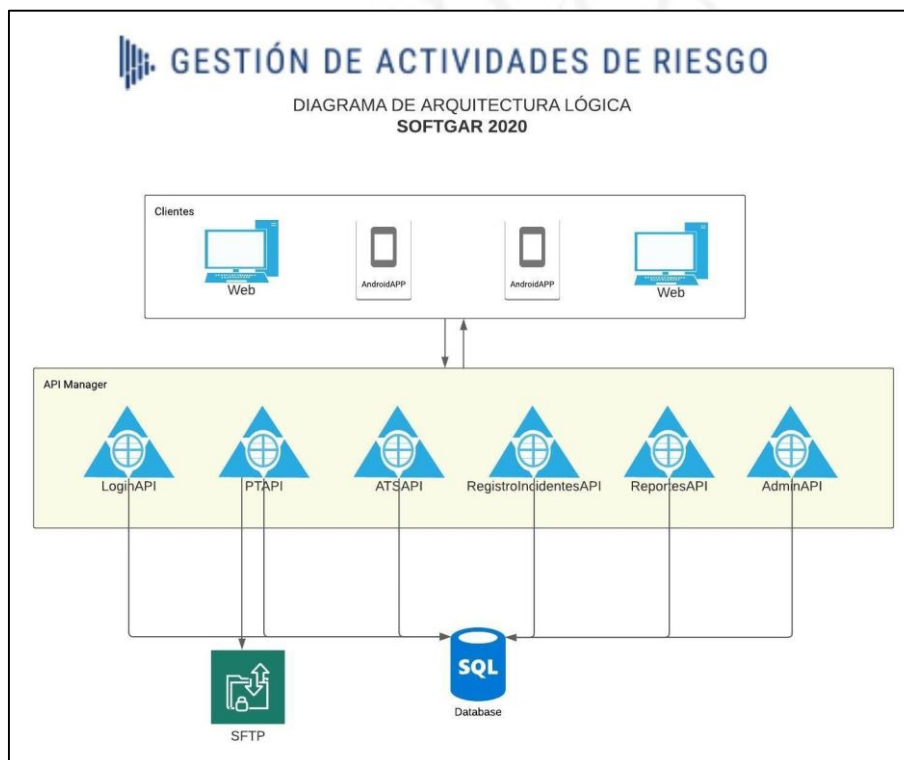 GESTIÓN DE ACTIVIDADES DE RIESGO
DIAGRAMA DE ARQUITECTURA LÓGICA
SOFTGAR 2020
Clientes
Web
AndroidAPP
AndroidAPP
Web
API Manager
LoginAPI
PTAPI
ATSAPI
RegistroIncidentesAPI
ReportesAPI
AdminAPI
SQL
Database
SFTP